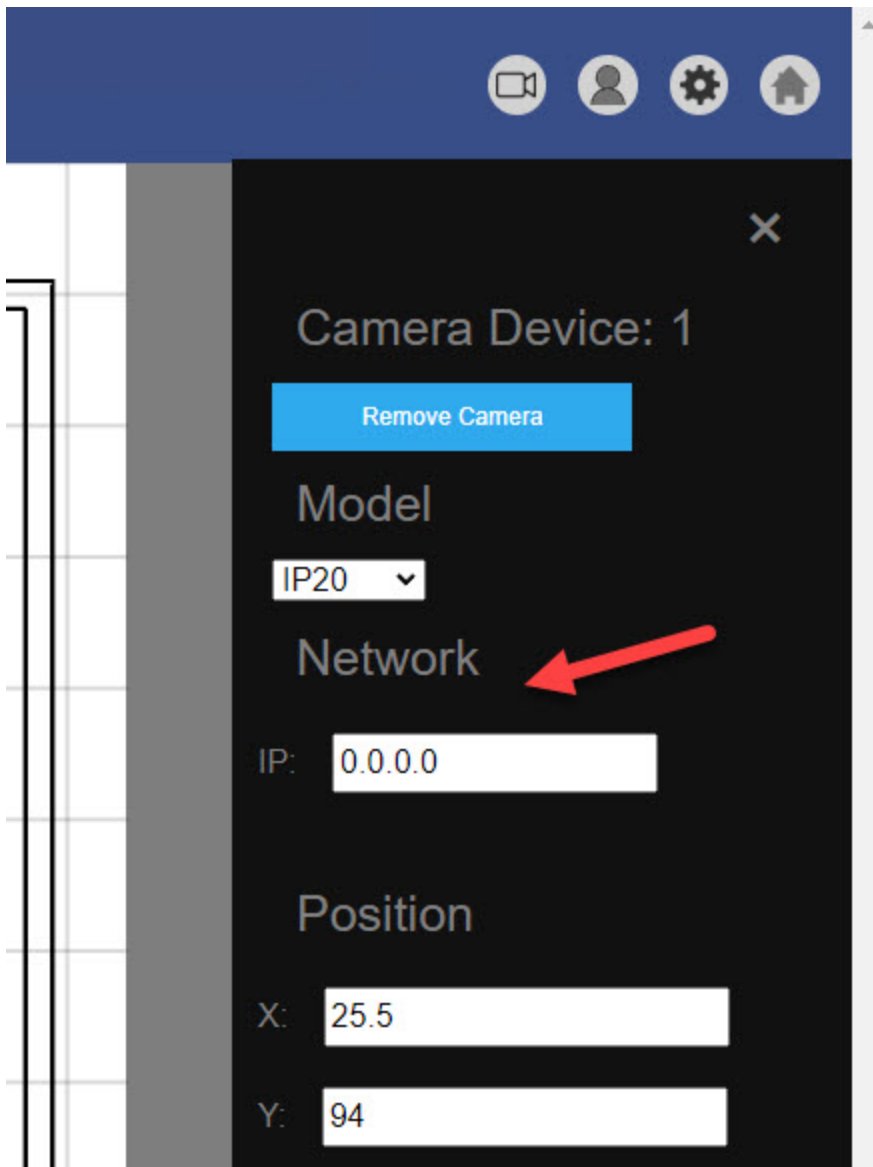 Camera Device: 1
Remove Camera
Model
IP20
Network
IP: 0.0.0.0
Position
X: 25.5
Y: 94